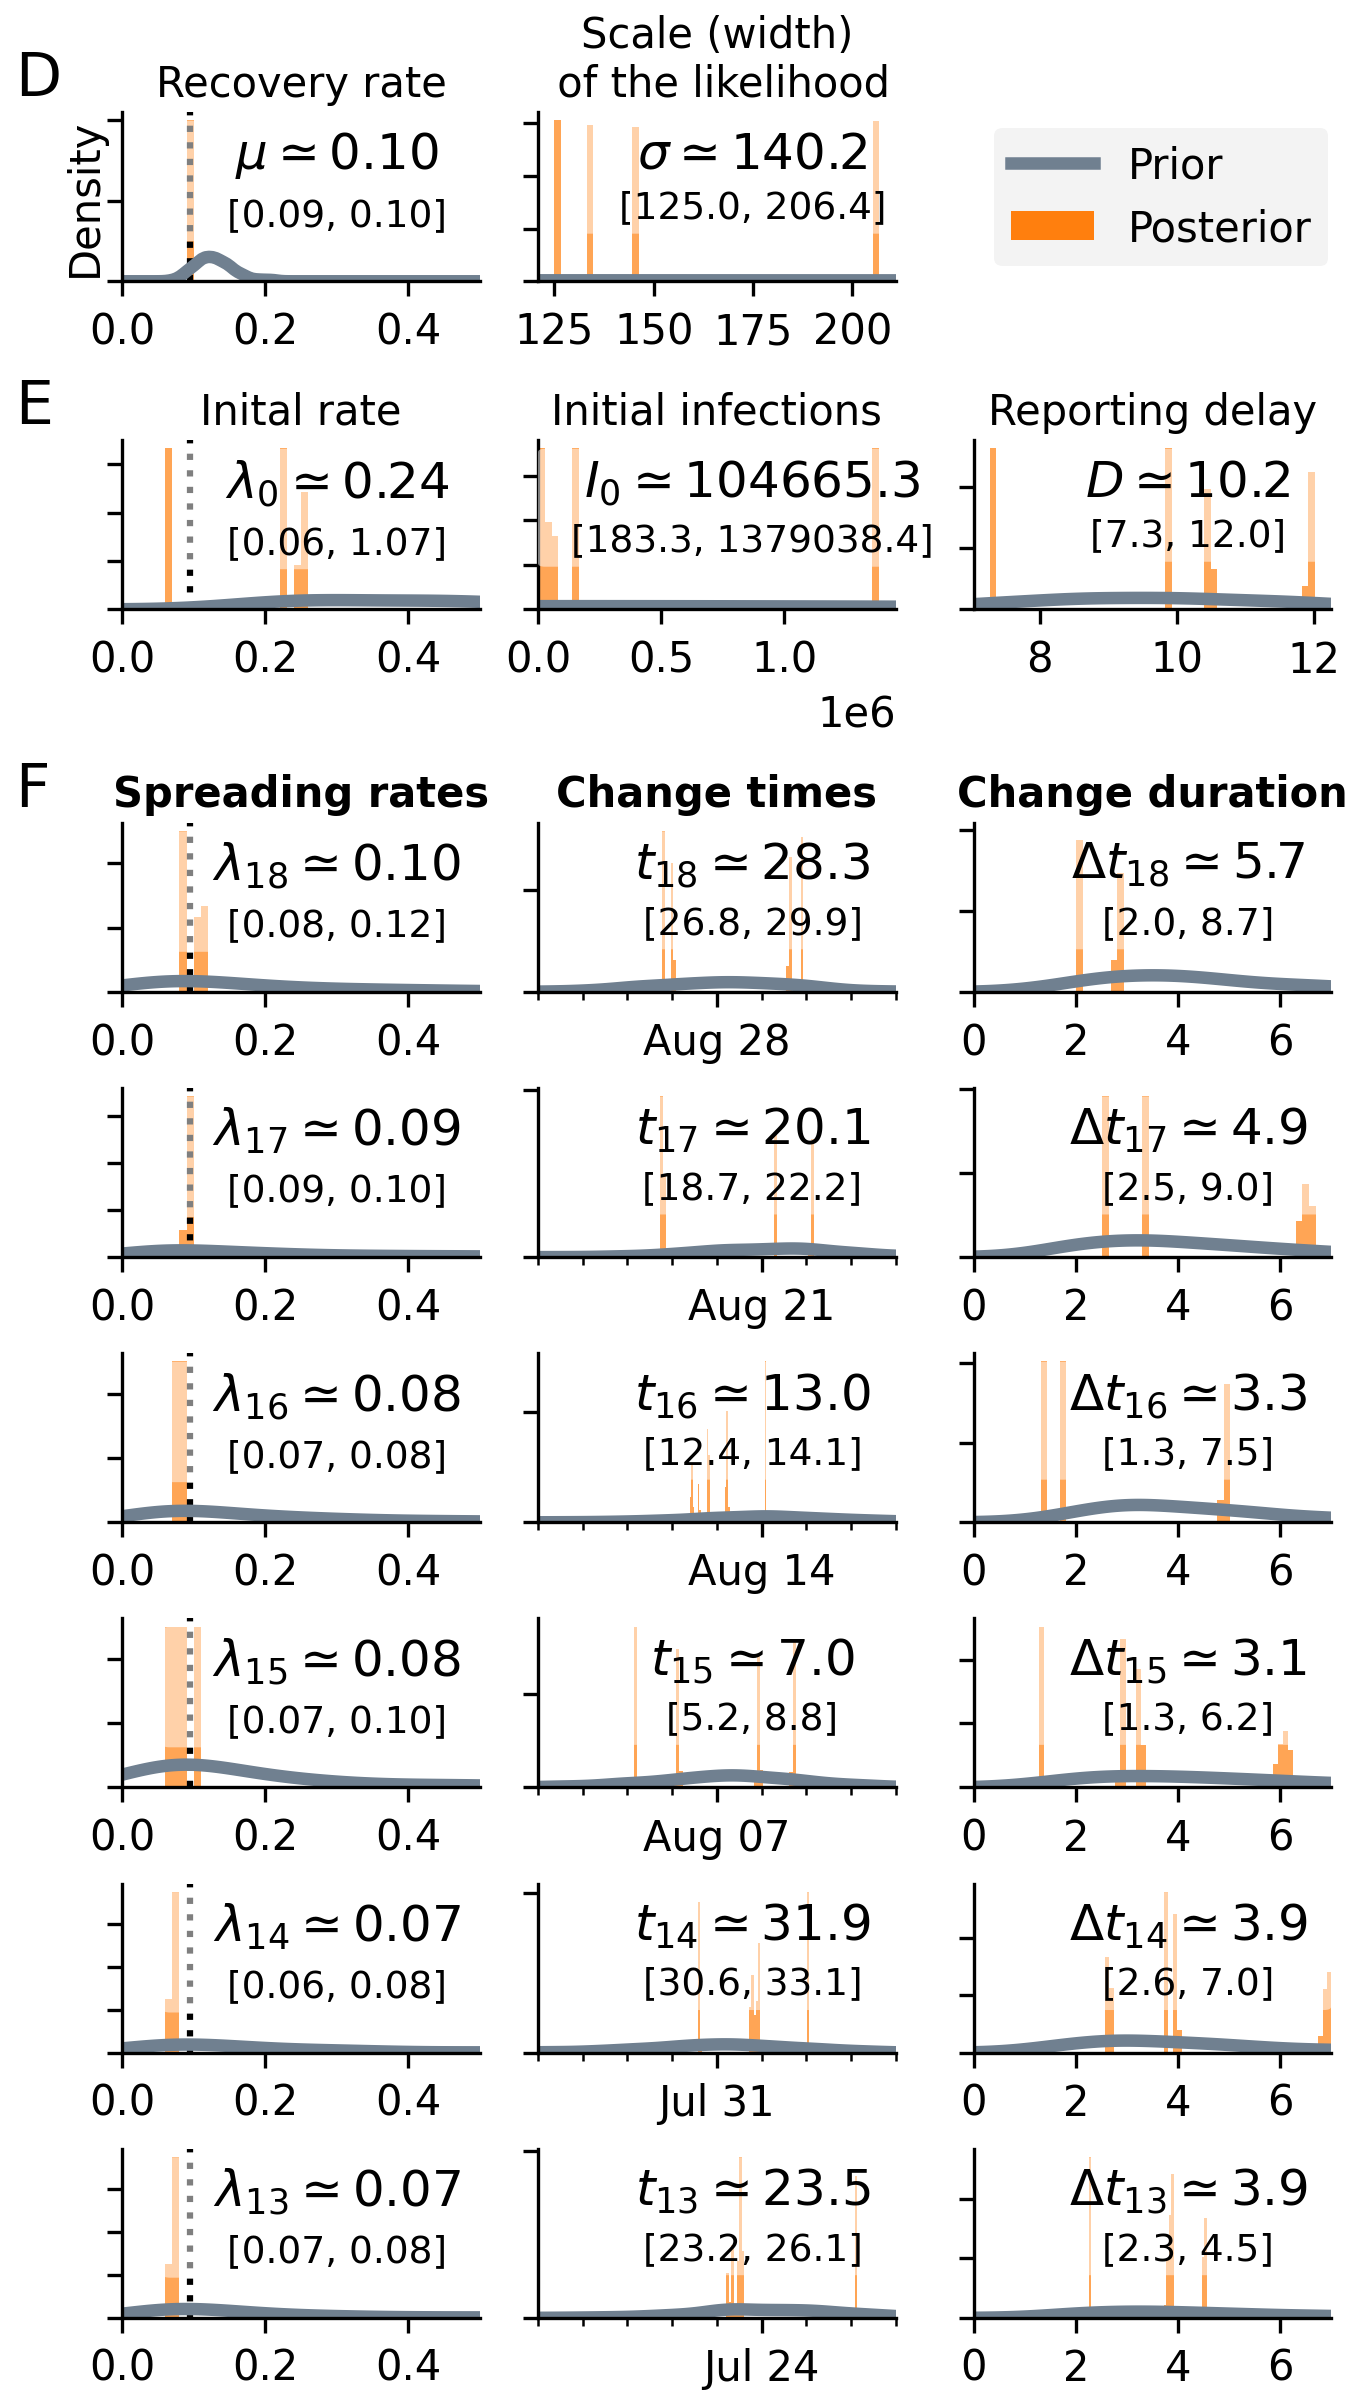 D
Recovery rate
Scale (width)
of the likelihood
Density
μ ≃ 0.10
[0.09, 0.10]
σ ≃ 140.2
[125.0, 206.4]
Prior
Posterior
0.0 0.2 0.4
125 150 175 200
E
Inital rate
Initial infections
Reporting delay
λ0 ≃ 0.24
[0.06, 1.07]
I0 ≃ 104665.3
[183.3, 1379038.4]
D ≃ 10.2
[7.3, 12.0]
0.0 0.2 0.4
0.0 0.5 1.0
1e6
8 10 12
F
Spreading rates
Change times
Change duration
λ18 ≃ 0.10
[0.08, 0.12]
t18 ≃ 28.3
[26.8, 29.9]
Δt18 ≃ 5.7
[2.0, 8.7]
0.0 0.2 0.4
Aug 28
0 2 4 6
λ17 ≃ 0.09
[0.09, 0.10]
t17 ≃ 20.1
[18.7, 22.2]
Δt17 ≃ 4.9
[2.5, 9.0]
0.0 0.2 0.4
Aug 21
0 2 4 6
λ16 ≃ 0.08
[0.07, 0.08]
t16 ≃ 13.0
[12.4, 14.1]
Δt16 ≃ 3.3
[1.3, 7.5]
0.0 0.2 0.4
Aug 14
0 2 4 6
λ15 ≃ 0.08
[0.07, 0.10]
t15 ≃ 7.0
[5.2, 8.8]
Δt15 ≃ 3.1
[1.3, 6.2]
0.0 0.2 0.4
Aug 07
0 2 4 6
λ14 ≃ 0.07
[0.06, 0.08]
t14 ≃ 31.9
[30.6, 33.1]
Δt14 ≃ 3.9
[2.6, 7.0]
0.0 0.2 0.4
Jul 31
0 2 4 6
λ13 ≃ 0.07
[0.07, 0.08]
t13 ≃ 23.5
[23.2, 26.1]
Δt13 ≃ 3.9
[2.3, 4.5]
0.0 0.2 0.4
Jul 24
0 2 4 6